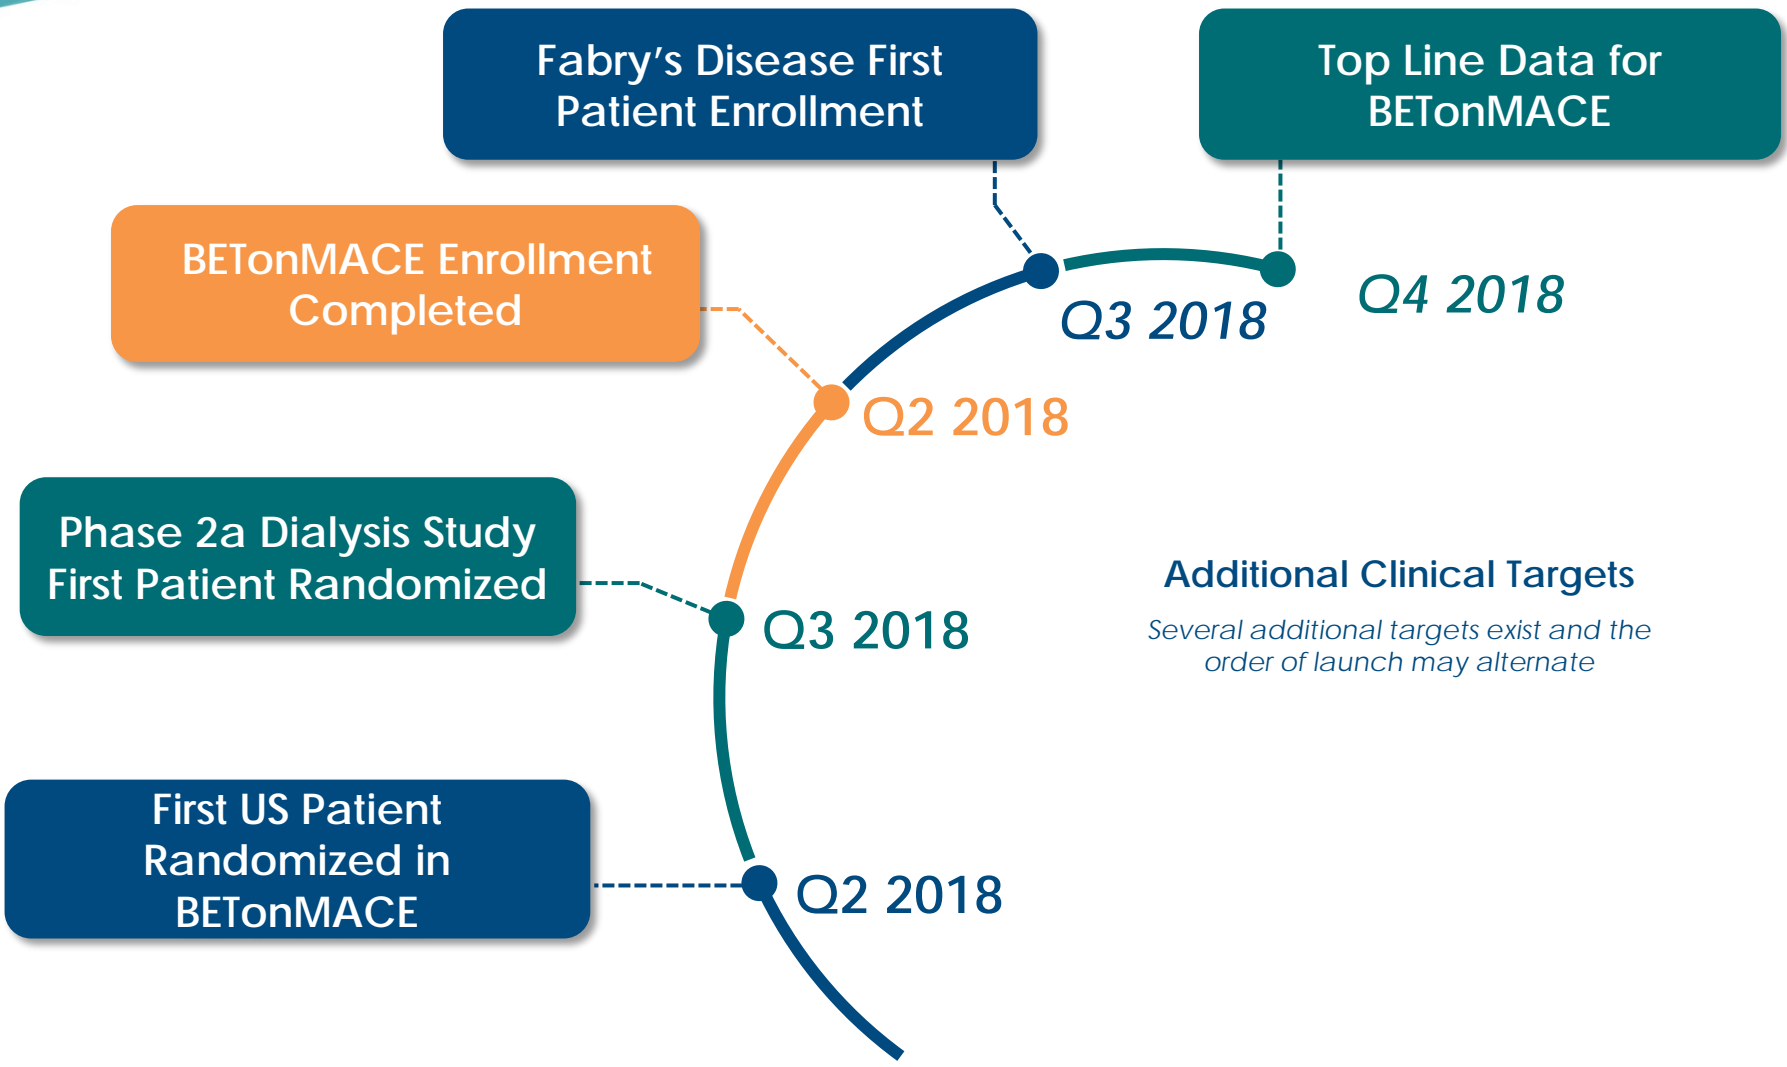 Fabry’s Disease First
Patient Enrollment
Top Line Data for
BETonMACE
BETonMACE Enrollment
Completed
Q3 2018
Q4 2018
Q2 2018
Phase 2a Dialysis Study
First Patient Randomized
Q3 2018
Additional Clinical Targets
Several additional targets exist and the
order of launch may alternate
First US Patient
Randomized in
BETonMACE
Q2 2018